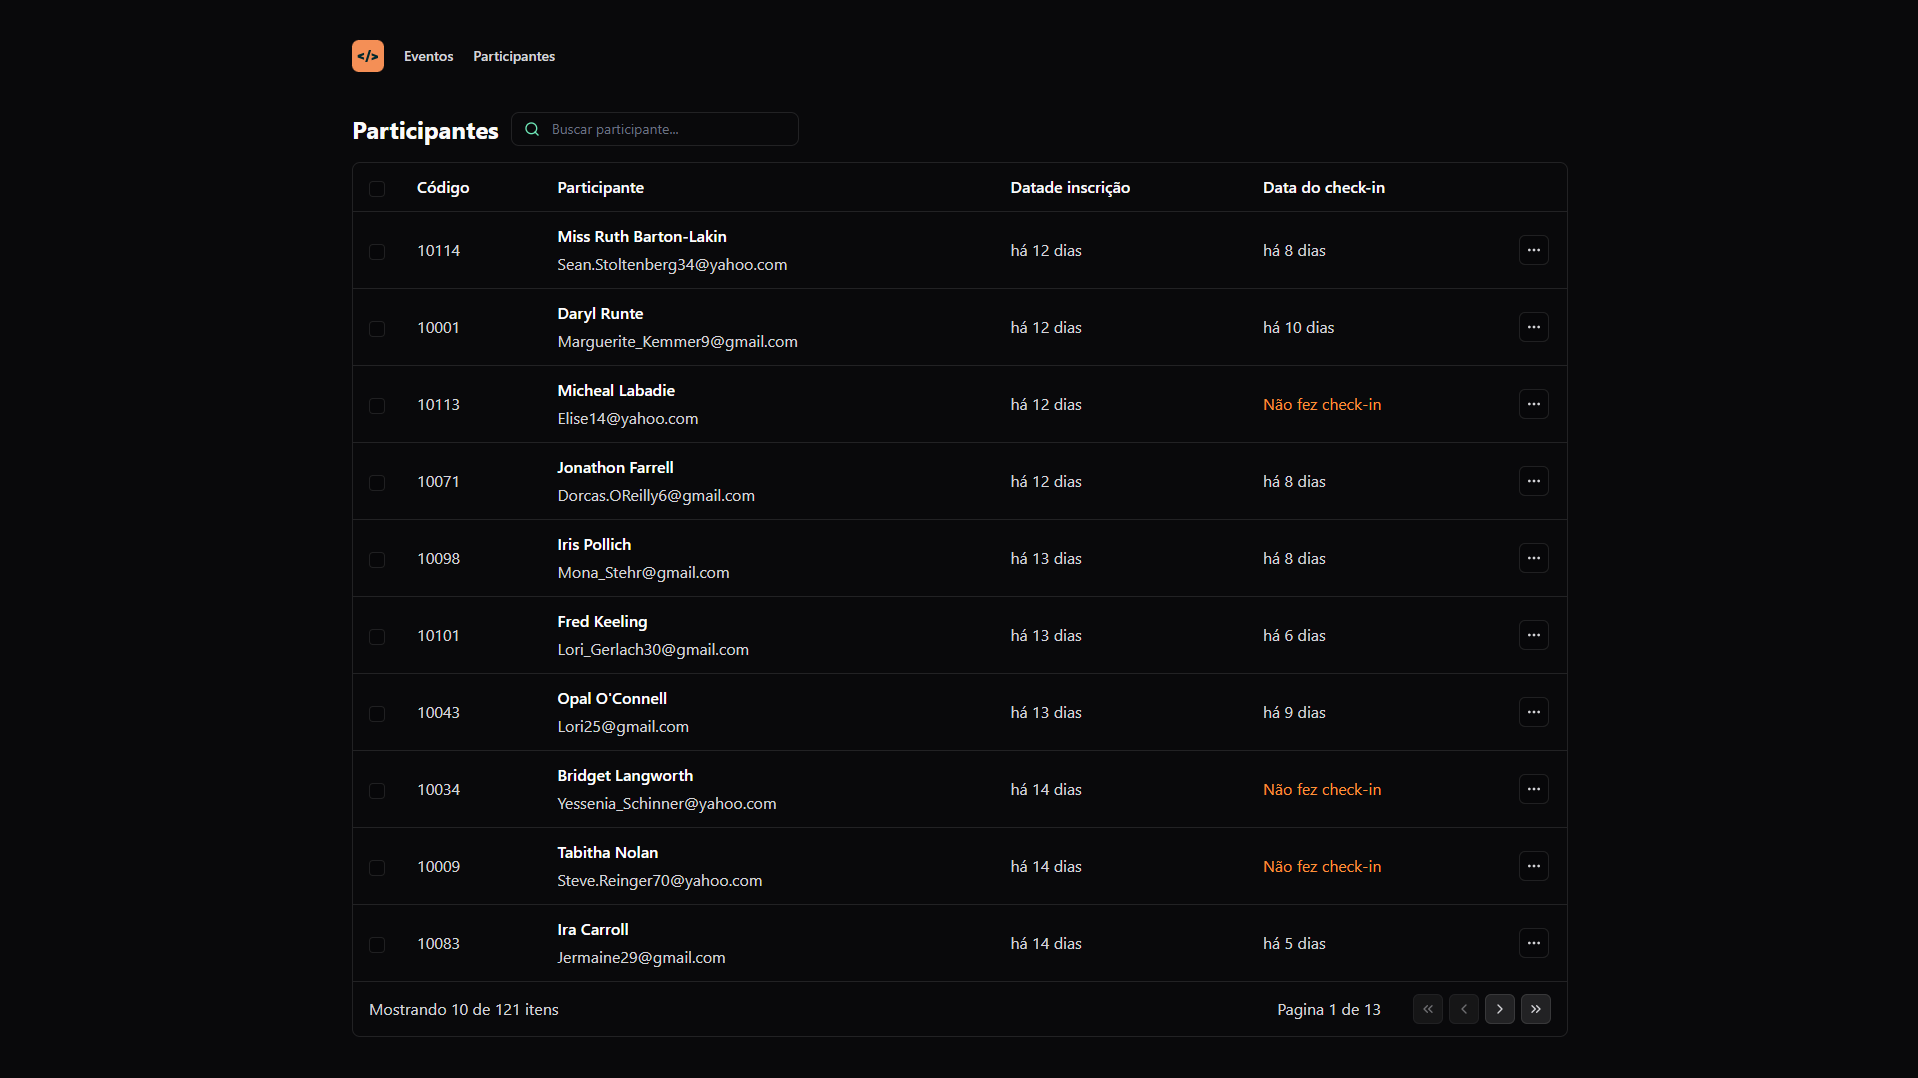 </> Eventos Participantes
Participantes Buscar participante...
Código Participante Datade inscrição Data do check-in
Miss Ruth Barton-Lakin
10114 há 12 dias há 8 dias
Sean.Stoltenberg34@yahoo.com
Daryl Runte
10001 há 12 dias há 10 dias
Marguerite_Kemmer9@gmail.com
Micheal Labadie
10113 há 12 dias Não fez check-in
Elise14@yahoo.com
Jonathon Farrell
10071 há 12 dias há 8 dias
Dorcas.OReilly6@gmail.com
Iris Pollich
10098 há 13 dias há 8 dias
Mona_Stehr@gmail.com
Fred Keeling
10101 há 13 dias há 6 dias
Lori_Gerlach30@gmail.com
Opal O'Connell
10043 há 13 dias há 9 dias
Lori25@gmail.com
Bridget Langworth
10034 há 14 dias Não fez check-in
Yessenia_Schinner@yahoo.com
Tabitha Nolan
10009 há 14 dias Não fez check-in
Steve.Reinger70@yahoo.com
Ira Carroll
10083 há 14 dias há 5 dias
Jermaine29@gmail.com
Mostrando 10 de 121 itens Pagina 1 de 13